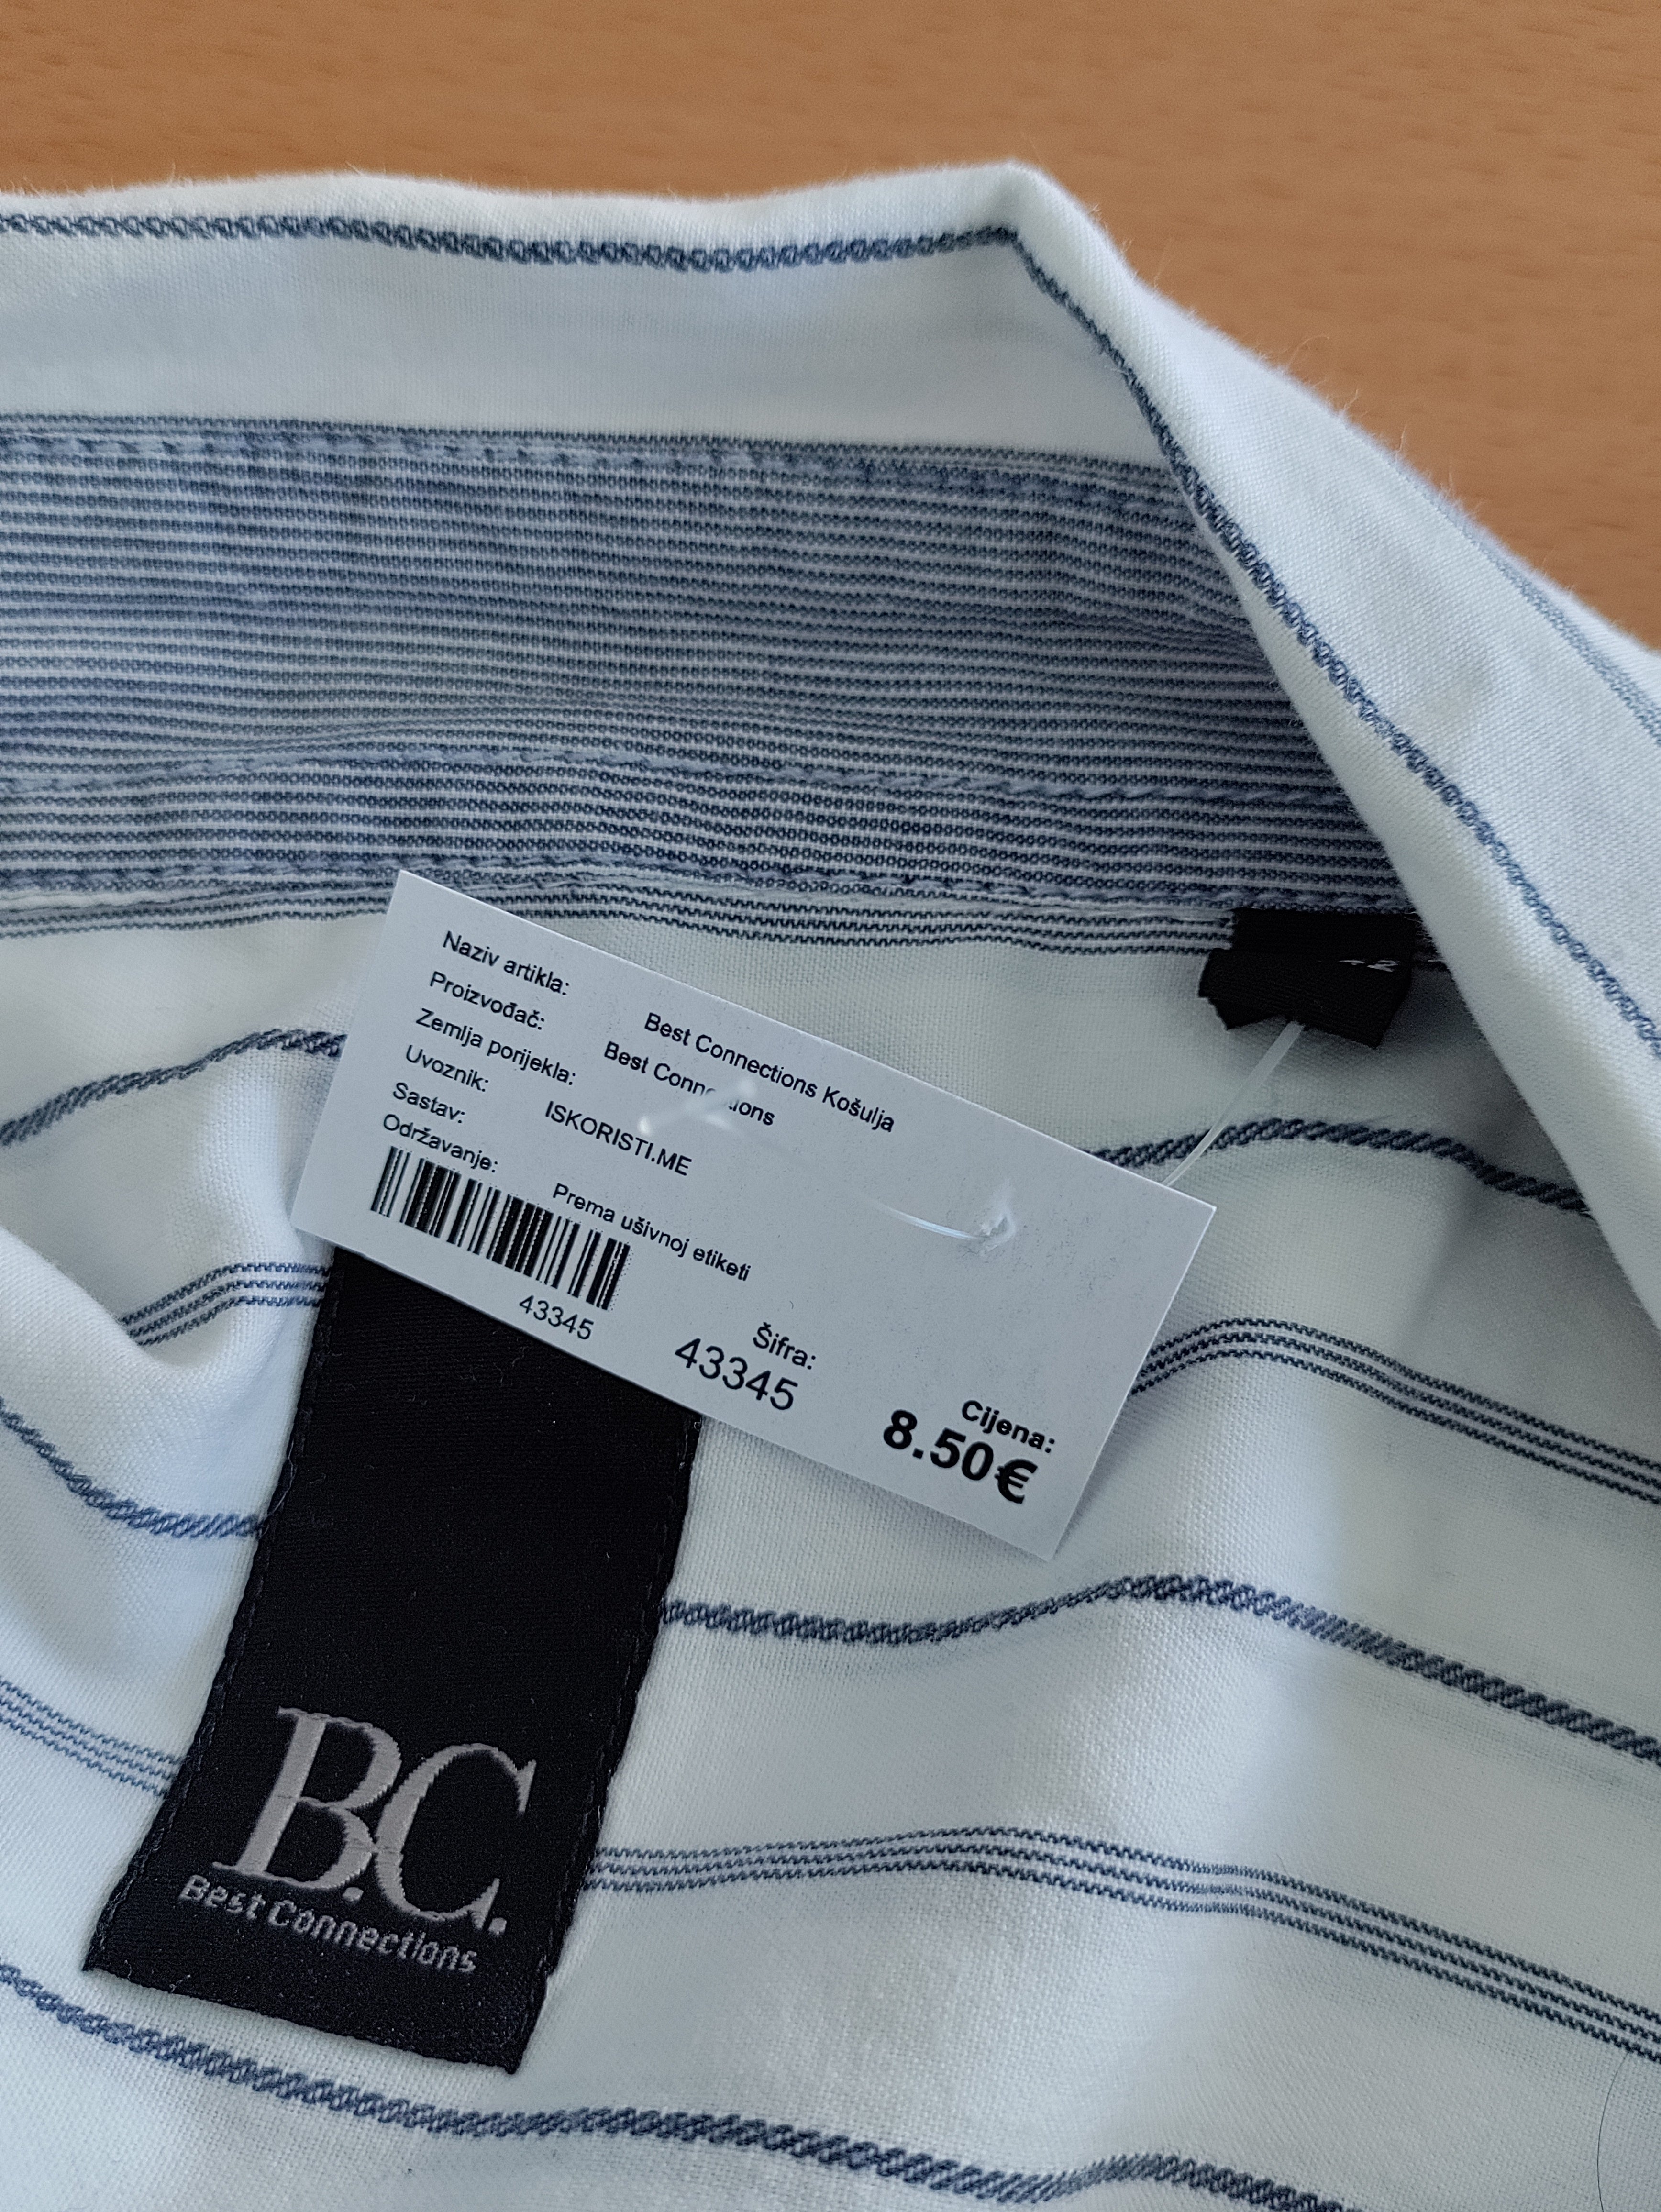 Naziv artikla: Best Connections Košulja
Proizvođač: Best Connections
Zemlja porijekla:
Uvoznik: ISKORISTI.ME
Sastav:
Održavanje: Prema ušivnoj etiketi
43345
Šifra:
43345
Cijena:
8.50€
B.C.
Best Connections